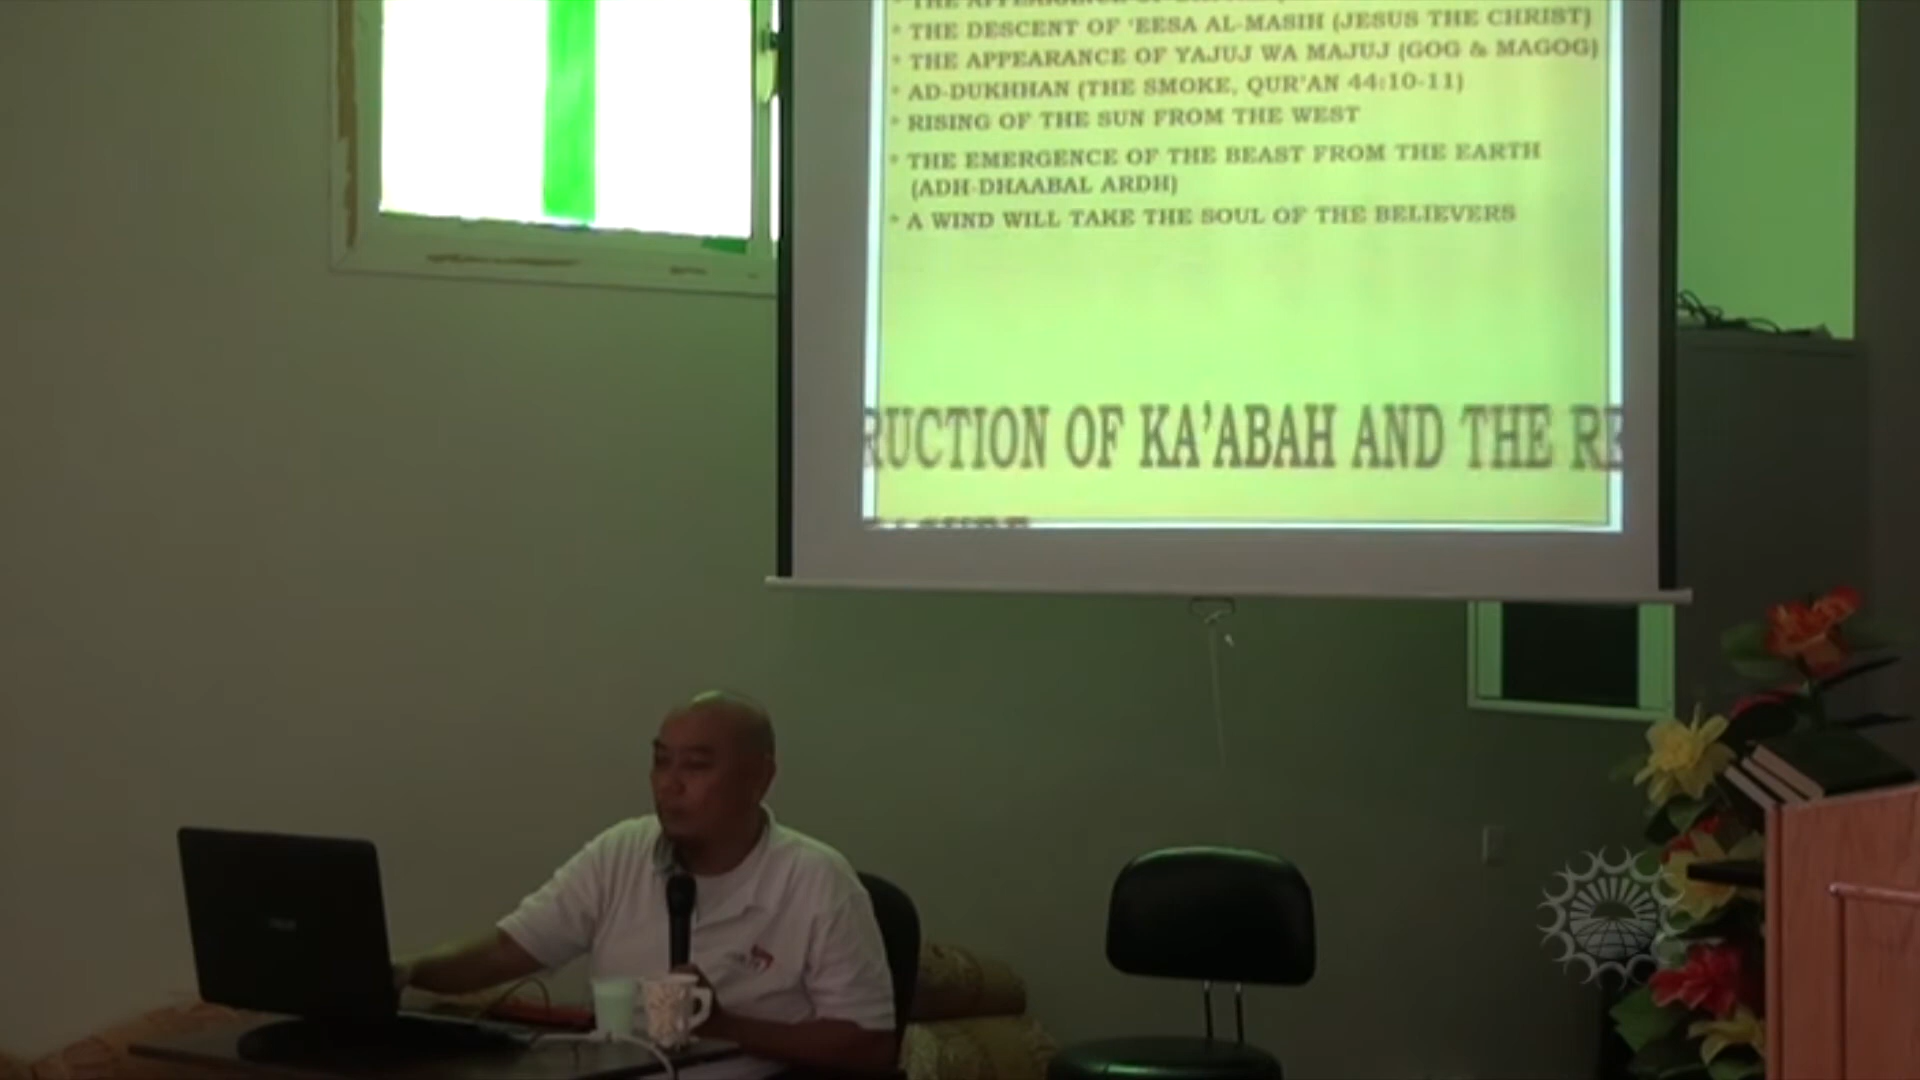 THE APPEARANCE OF
* THE DESCENT OF 'EESA AL-MASIH (JESUS THE CHRIST)
* THE APPEARANCE OF YAJUJ WA MAJUJ (GOG & MAGOG)
* AD-DUKHHAN (THE SMOKE, QUR'AN 44:10-11)
* RISING OF THE SUN FROM THE WEST
* THE EMERGENCE OF THE BEAST FROM THE EARTH
(ADH-DHAABAL ARDH)
* A WIND WILL TAKE THE SOUL OF THE BELIEVERS
RUCTION OF KA'ABAH AND THE RE